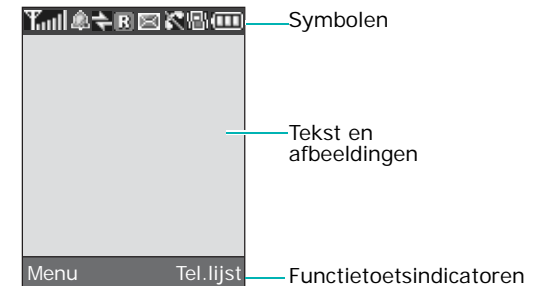 R
Symbolen
Tekst en
afbeeldingen
Menu Tel.lijst
Functietoetsindicatoren